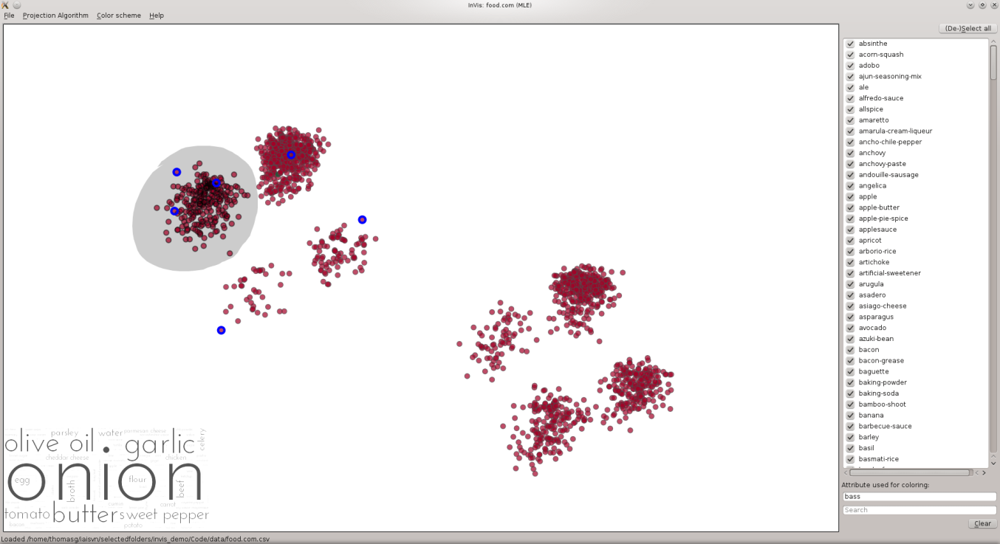 InVis: food.com (MLE)
File Projection Algorithm Color scheme Help
(De-)Select all
absinthe
acorn-squash
adobo
ajun-seasoning-mix
ale
alfredo-sauce
allspice
amaretto
amarula-cream-liqueur
ancho-chile-pepper
anchovy
anchovy-paste
andouille-sausage
angelica
apple
apple-butter
apple-pie-spice
applesauce
apricot
arborio-rice
artichoke
artificial-sweetener
arugula
asadero
asiago-cheese
asparagus
avocado
azuki-bean
bacon
bacon-grease
baguette
baking-powder
baking-soda
bamboo-shoot
banana
barbecue-sauce
barley
basil
basmati-rice
Attribute used for coloring:
bass
Search
Clear
parsley water parmesan cheese
olive oil garlic celery
cheddar cheese chicken
onion
egg broth flour beef
cumin carrot
tomato butter sweet pepper
bacon potato
Loaded /home/thomasg/iaisvn/selectedfolders/invis_demo/Code/data/food.com.csv